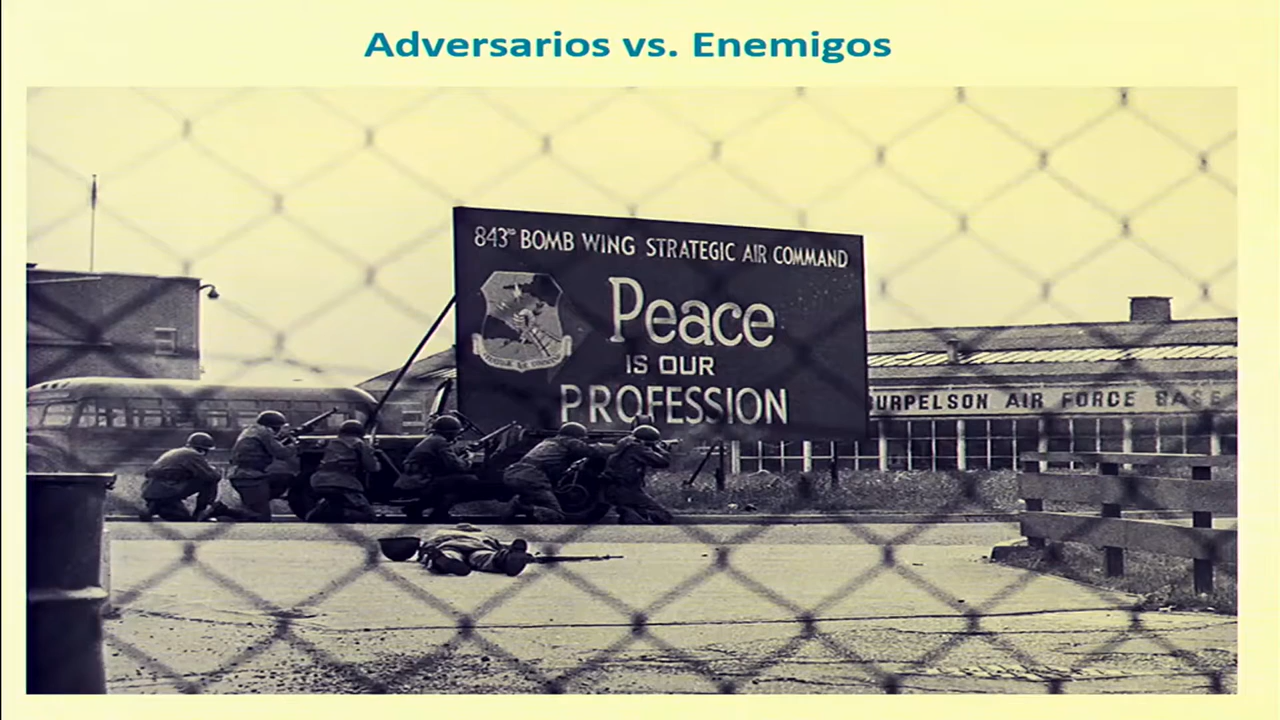 Adversarios vs. Enemigos
843RD BOMB WING STRATEGIC AIR COMMAND
Peace
IS OUR
PROFESSION
BURPELSON AIR FORCE BASE